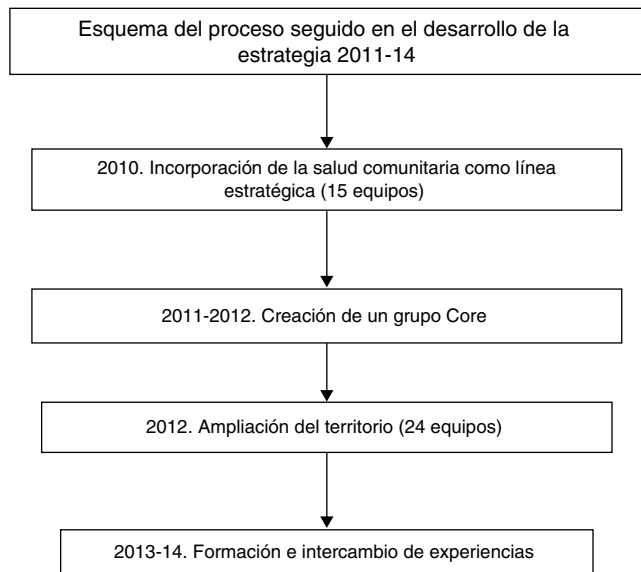 Esquema del proceso seguido en el desarrollo de la
estrategia 2011-14
2010. Incorporación de la salud comunitaria como línea
estratégica (15 equipos)
2011-2012. Creación de un grupo Core
2012. Ampliación del territorio (24 equipos)
2013-14. Formación e intercambio de experiencias